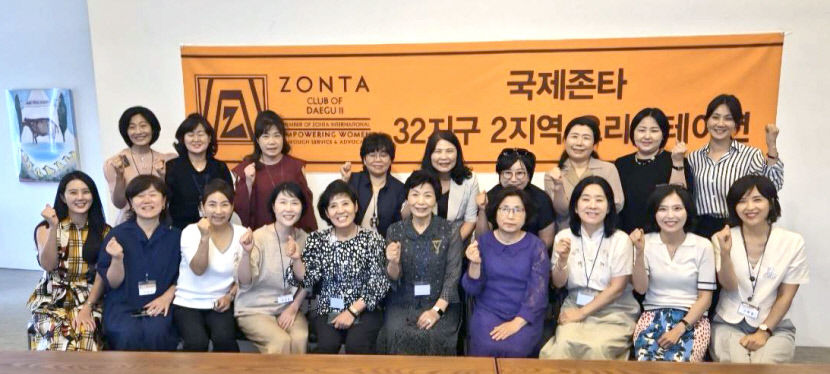 ZONTA
CLUB OF
DAEGU II
MEMBER OF ZONTA INTERNATIONAL
EMPOWERING WOMEN
THROUGH SERVICE & ADVOCACY
Z
국제존타
32지구 2지역